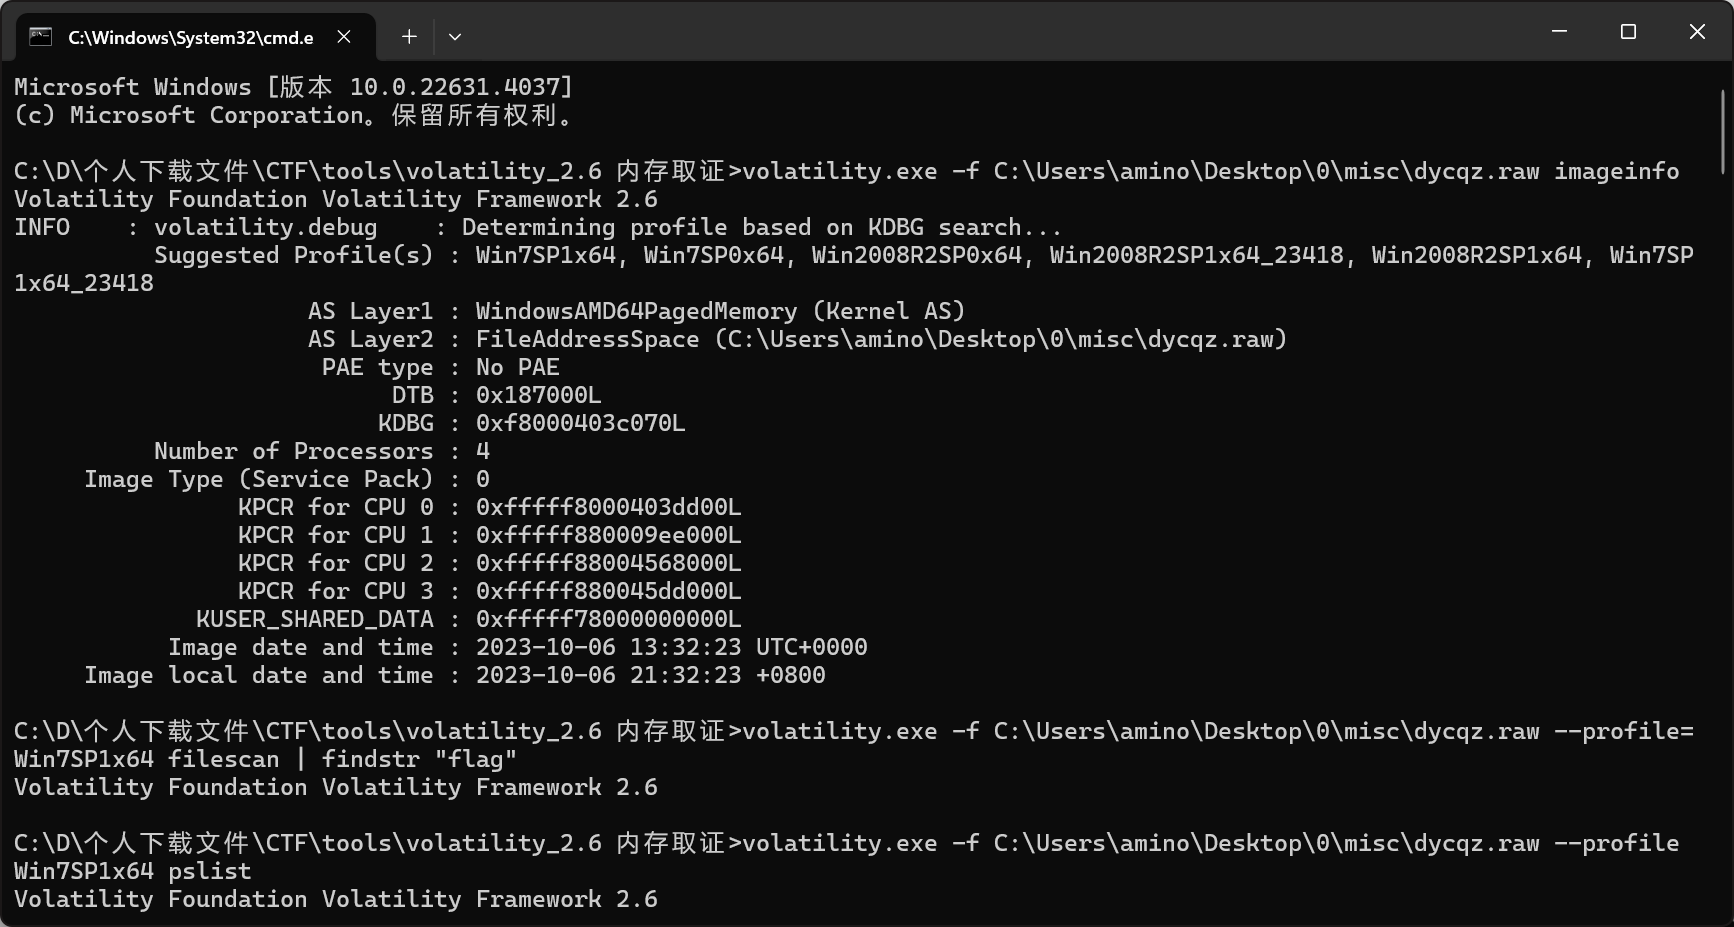 C:\Windows\System32\cmd.e
Microsoft Windows [版本 10.0.22631.4037]
(c) Microsoft Corporation。保留所有权利。
C:\D\个人下载文件\CTF\tools\volatility_2.6 内存取证>volatility.exe -f C:\Users\amino\Desktop\0\misc\dycqz.raw imageinfo
Volatility Foundation Volatility Framework 2.6
INFO    : volatility.debug    : Determining profile based on KDBG search...
          Suggested Profile(s) : Win7SP1x64, Win7SP0x64, Win2008R2SP0x64, Win2008R2SP1x64_23418, Win2008R2SP1x64, Win7SP
1x64_23418
                     AS Layer1 : WindowsAMD64PagedMemory (Kernel AS)
                     AS Layer2 : FileAddressSpace (C:\Users\amino\Desktop\0\misc\dycqz.raw)
                      PAE type : No PAE
                           DTB : 0x187000L
                          KDBG : 0xf8000403c070L
          Number of Processors : 4
     Image Type (Service Pack) : 0
                KPCR for CPU 0 : 0xfffff8000403dd00L
                KPCR for CPU 1 : 0xfffff880009ee000L
                KPCR for CPU 2 : 0xfffff88004568000L
                KPCR for CPU 3 : 0xfffff880045dd000L
             KUSER_SHARED_DATA : 0xfffff78000000000L
           Image date and time : 2023-10-06 13:32:23 UTC+0000
     Image local date and time : 2023-10-06 21:32:23 +0800
C:\D\个人下载文件\CTF\tools\volatility_2.6 内存取证>volatility.exe -f C:\Users\amino\Desktop\0\misc\dycqz.raw --profile=
Win7SP1x64 filescan | findstr "flag"
Volatility Foundation Volatility Framework 2.6
C:\D\个人下载文件\CTF\tools\volatility_2.6 内存取证>volatility.exe -f C:\Users\amino\Desktop\0\misc\dycqz.raw --profile
Win7SP1x64 pslist
Volatility Foundation Volatility Framework 2.6